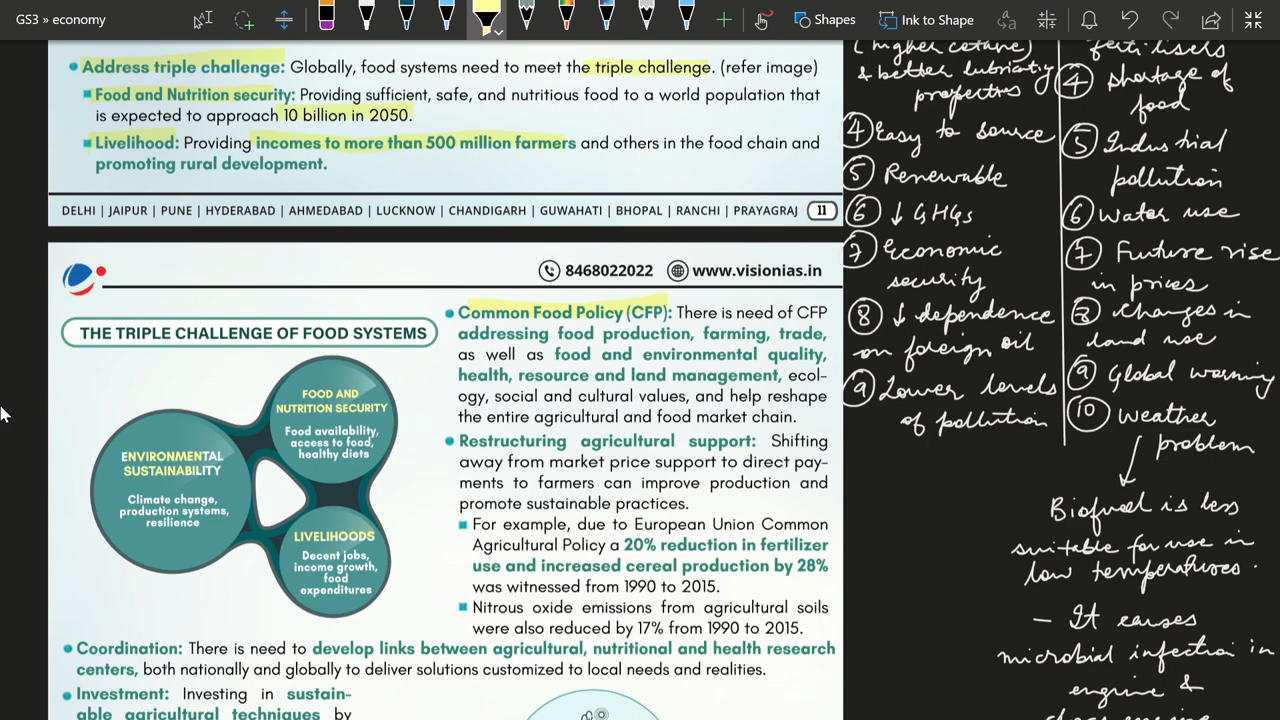 GS3 » economy
Shapes
Ink to Shape
Address triple challenge: Globally, food systems need to meet the triple challenge. (refer image)
Food and Nutrition security: Providing sufficient, safe, and nutritious food to a world population that
is expected to approach 10 billion in 2050.
Livelihood: Providing incomes to more than 500 million farmers and others in the food chain and
promoting rural development.
DELHI | JAIPUR | PUNE | HYDERABAD | AHMEDABAD | LUCKNOW | CHANDIGARH | GUWAHATI | BHOPAL | RANCHI | PRAYAGRAJ 11
8468022022 www.visionias.in
THE TRIPLE CHALLENGE OF FOOD SYSTEMS
FOOD AND
NUTRITION SECURITY
Food availability,
access to food,
healthy diets
ENVIRONMENTAL
SUSTAINABILITY
Climate change,
production systems,
resilience
LIVELIHOODS
Decent jobs,
income growth,
food
expenditures
Common Food Policy (CFP): There is need of CFP
addressing food production, farming, trade,
as well as food and environmental quality,
health, resource and land management, ecol-
ogy, social and cultural values, and help reshape
the entire agricultural and food market chain.
Restructuring agricultural support: Shifting
away from market price support to direct pay-
ments to farmers can improve production and
promote sustainable practices.
For example, due to European Union Common
Agricultural Policy a 20% reduction in fertilizer
use and increased cereal production by 28%
was witnessed from 1990 to 2015.
Nitrous oxide emissions from agricultural soils
were also reduced by 17% from 1990 to 2015.
Coordination: There is need to develop links between agricultural, nutritional and health research
centers, both nationally and globally to deliver solutions customized to local needs and realities.
Investment: Investing in sustain-
able agricultural techniques by
(higher cetane)
& better lubricating
properties
④ Easy to source
⑤ Renewable
⑥ ↓ GHGs
⑦ Economic
security
⑧ ↓ dependence
on foreign oil
⑨ Lower levels
of pollution
fertilisers
④ shortage of
food
⑤ Industrial
pollution
⑥ Water use
⑦ Future rise
in prices
⑧ Changes in
land use
⑨ Global warming
⑩ Weather
problem
↓
Biofuel is less
suitable for use in
low temperatures.
– It causes
microbial infection in
engine &